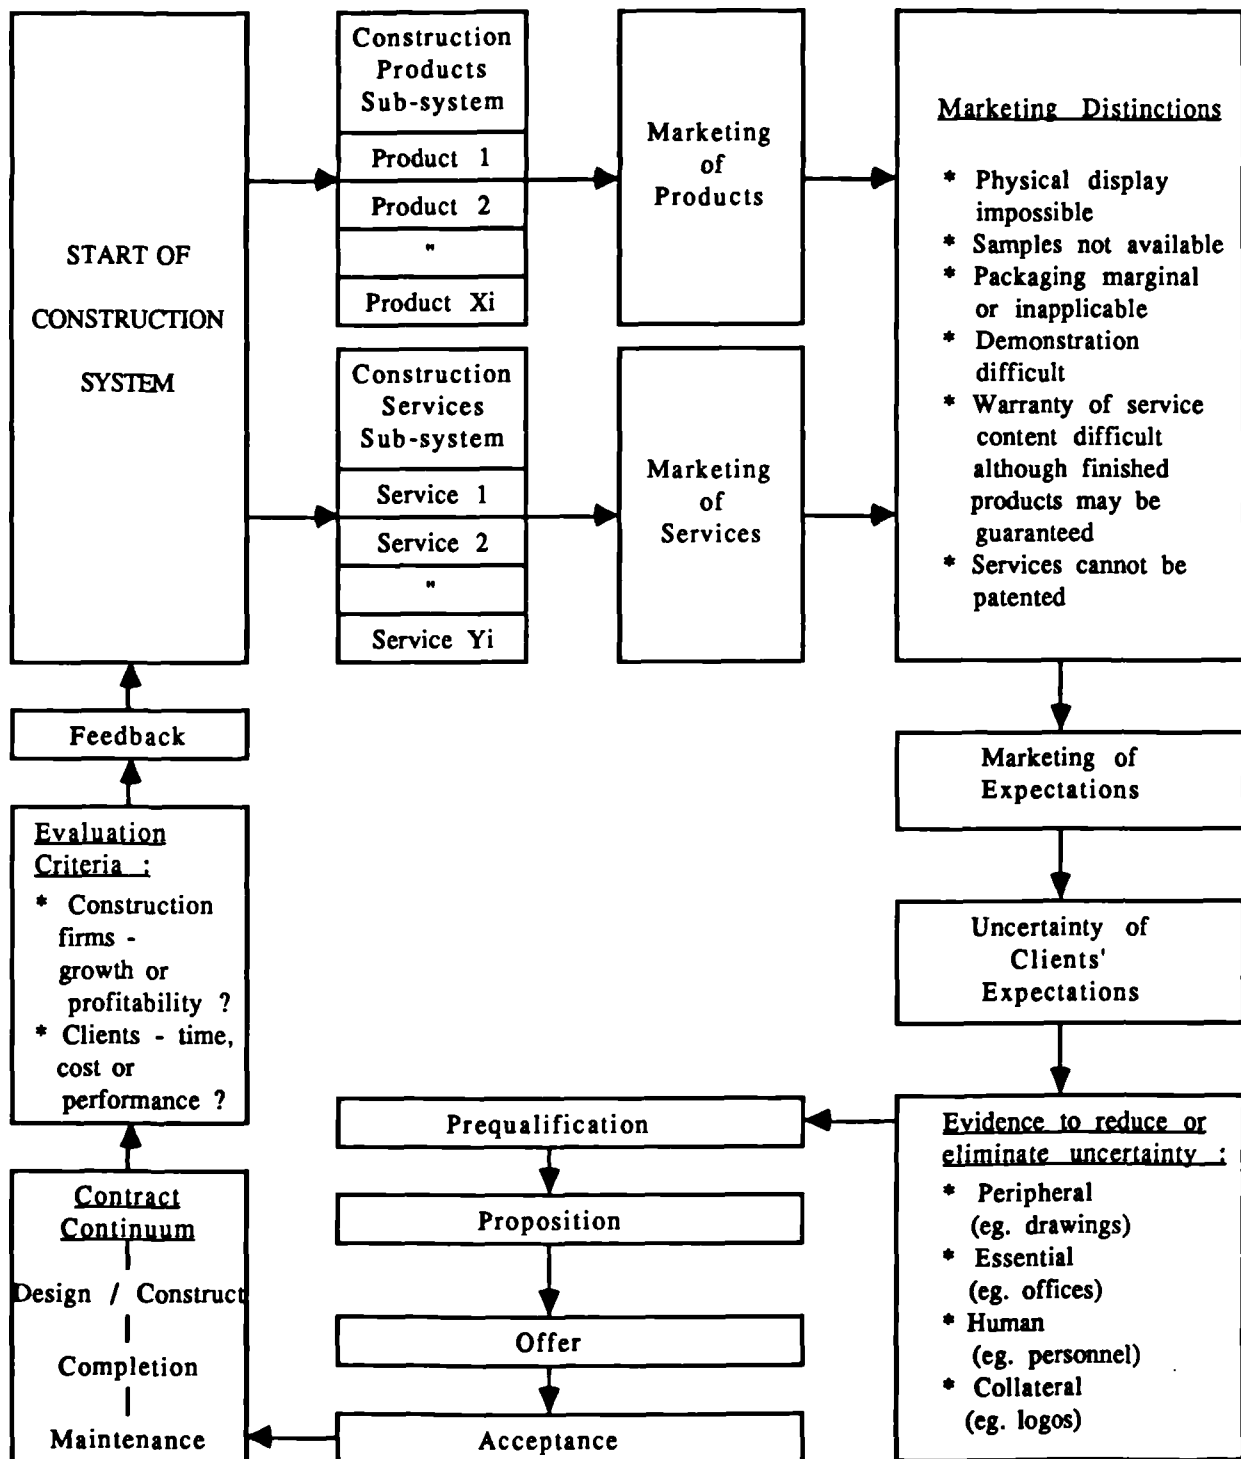 START OF
CONSTRUCTION
SYSTEM
Construction
Products
Sub-system
Product 1
Product 2
"
Product Xi
Marketing
of
Products
Marketing Distinctions
* Physical display
impossible
* Samples not available
* Packaging marginal
or inapplicable
* Demonstration
difficult
* Warranty of service
content difficult
although finished
products may be
guaranteed
* Services cannot be
patented
Construction
Services
Sub-system
Service 1
Service 2
"
Service Yi
Marketing
of
Services
Marketing of
Expectations
Uncertainty of
Clients'
Expectations
Evidence to reduce or
eliminate uncertainty :
* Peripheral
(eg. drawings)
* Essential
(eg. offices)
* Human
(eg. personnel)
* Collateral
(eg. logos)
Prequalification
Proposition
Offer
Acceptance
Contract
Continuum
Design / Construct
Completion
Maintenance
Evaluation
Criteria :
* Construction
firms -
growth or
profitability ?
* Clients - time,
cost or
performance ?
Feedback